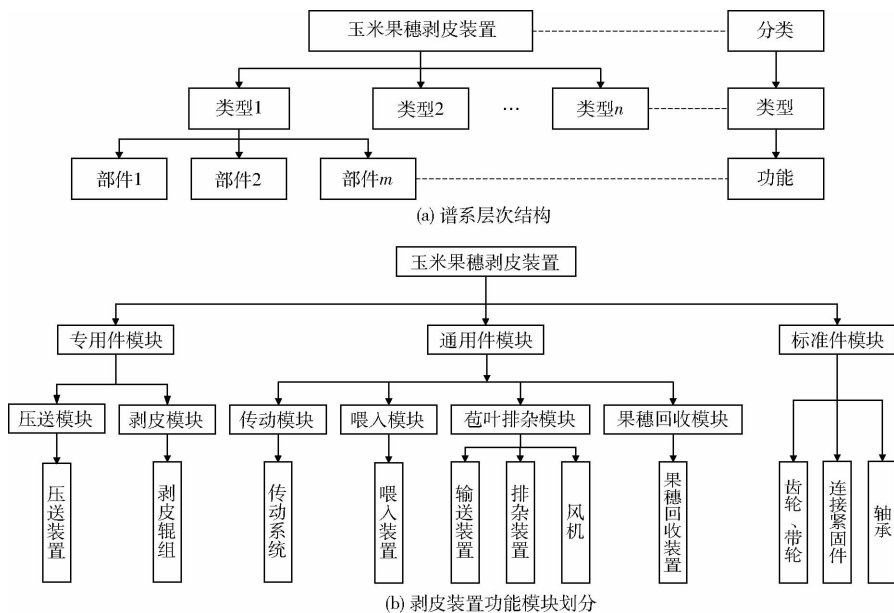 玉米果穗剥皮装置
分类
类型1
类型2
…
类型n
类型
部件1
部件2
部件m
功能
(a) 谱系层次结构
玉米果穗剥皮装置
专用件模块
通用件模块
标准件模块
压送模块
剥皮模块
传动模块
喂入模块
苞叶排杂模块
果穗回收模块
压送装置
剥皮辊组
传动系统
喂入装置
输送装置
排杂装置
风机
果穗回收装置
齿轮、带轮
连接紧固件
轴承
(b) 剥皮装置功能模块划分